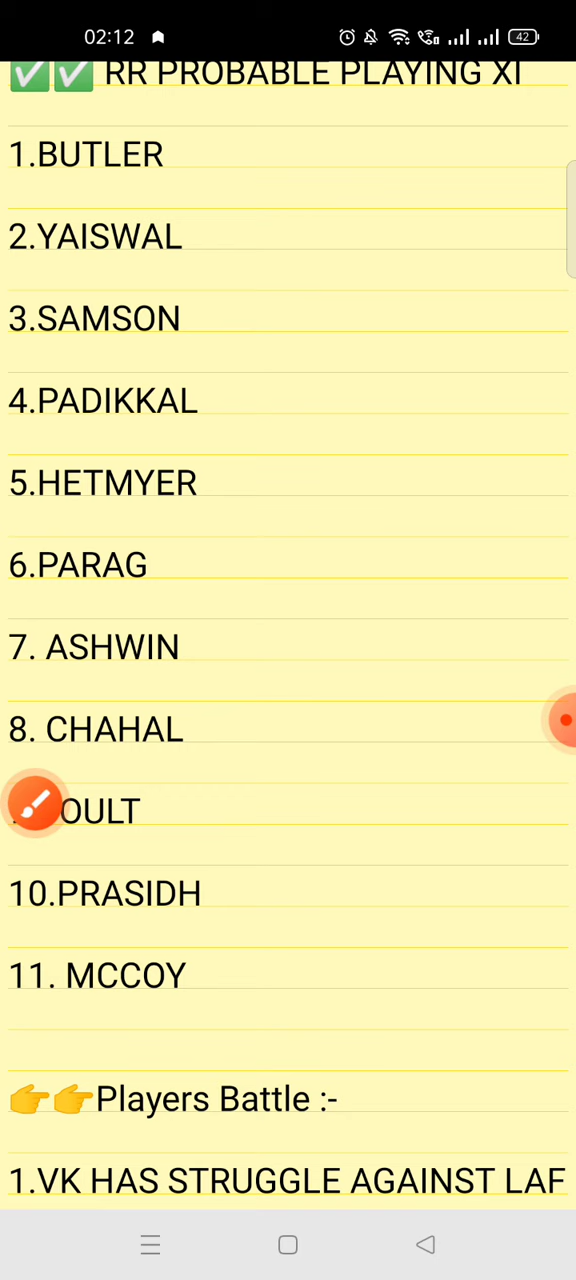 02:12 42
✅✅ RR PROBABLE PLAYING XI
1.BUTLER
2.YAISWAL
3.SAMSON
4.PADIKKAL
5.HETMYER
6.PARAG
7. ASHWIN
8. CHAHAL
OULT
10.PRASIDH
11. MCCOY
👉👉Players Battle :-
1.VK HAS STRUGGLE AGAINST LAF